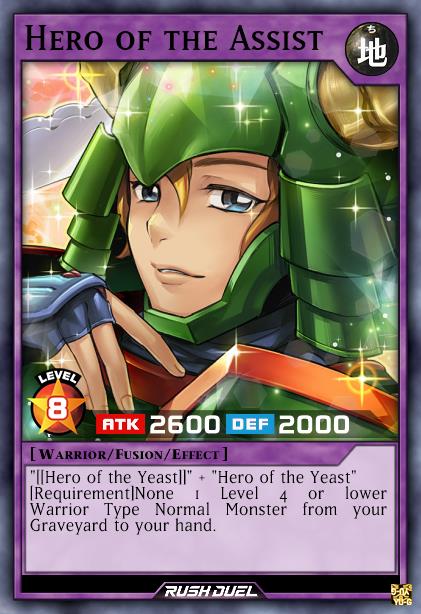 Hero of the Assist
ち
地
LEVEL
8
ATK 2600 DEF 2000
[ Warrior/Fusion/Effect ]
"[[Hero of the Yeast]]" + "Hero of the Yeast"
[Requirement]None 1 Level 4 or lower
Warrior Type Normal Monster from your
Graveyard to your hand.
RUSH DUEL